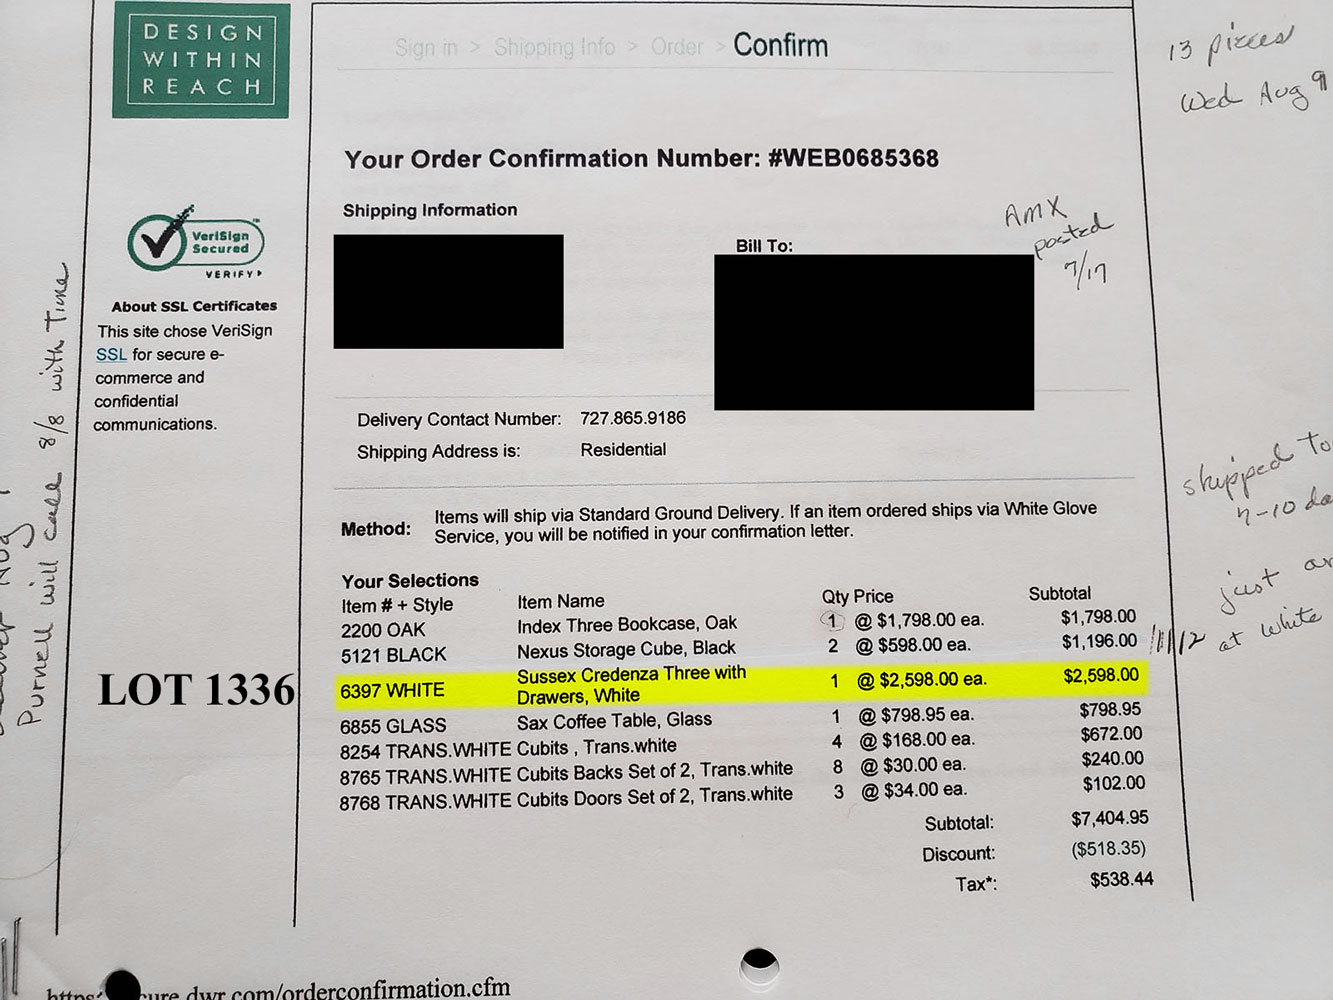 DESIGN
WITHIN
REACH
Sign in > Shipping Info > Order > Confirm
13 pieces
Wed Aug 9
Your Order Confirmation Number: #WEB0685368
Shipping Information
Bill To:
AMX
posted
7/17
VeriSign
Secured
VERIFY
About SSL Certificates
This site chose VeriSign
SSL for secure e-
commerce and
confidential
communications.
Delivery Contact Number: 727.865.9186
Shipping Address is: Residential
Method: Items will ship via Standard Ground Delivery. If an item ordered ships via White Glove
Service, you will be notified in your confirmation letter.
shipped to
7-10 da
just
at white
Your Selections
Item # + Style Item Name Qty Price Subtotal
2200 OAK Index Three Bookcase, Oak 1 @ $1,798.00 ea. $1,798.00
5121 BLACK Nexus Storage Cube, Black 2 @ $598.00 ea. $1,196.00
LOT 1336
6397 WHITE Sussex Credenza Three with 1 @ $2,598.00 ea. $2,598.00
Drawers, White
6855 GLASS Sax Coffee Table, Glass 1 @ $798.95 ea. $798.95
8254 TRANS.WHITE Cubits , Trans.white 4 @ $168.00 ea. $672.00
8765 TRANS.WHITE Cubits Backs Set of 2, Trans.white 8 @ $30.00 ea. $240.00
8768 TRANS.WHITE Cubits Doors Set of 2, Trans.white 3 @ $34.00 ea. $102.00
Subtotal: $7,404.95
Discount: ($518.35)
Tax*: $538.44
Purnell will call 8/8 with Time
cure.dwr.com/orderconfirmation.cfm